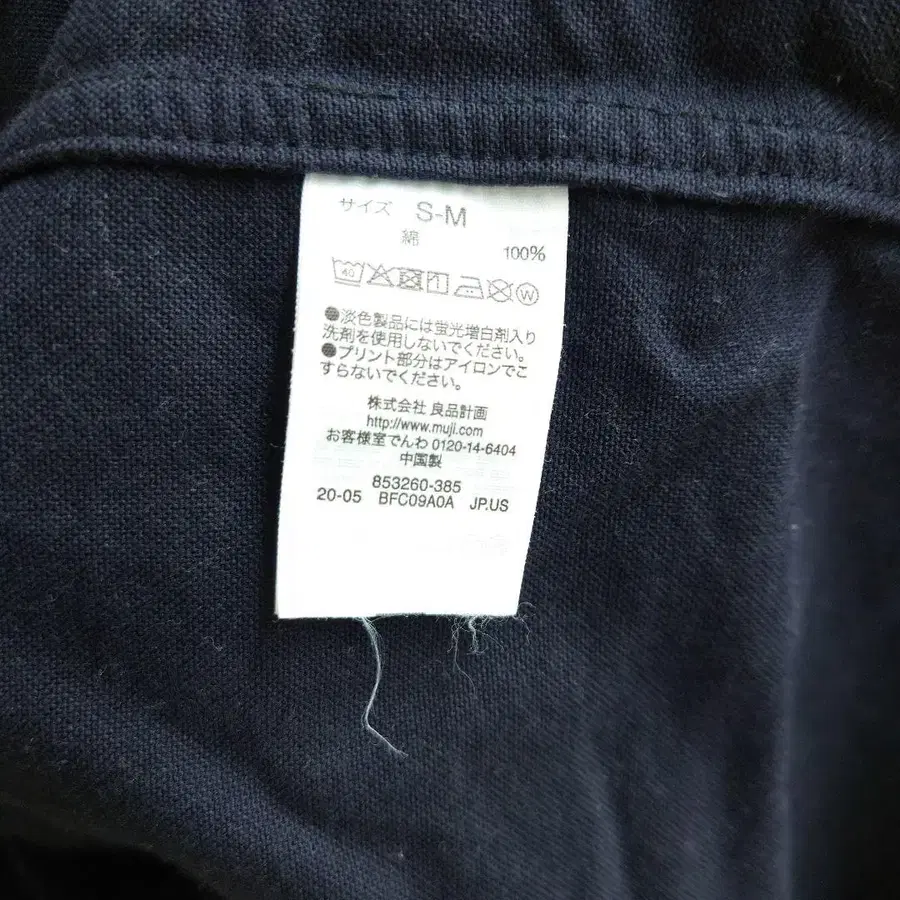 サイズ S-M
綿 100%
40 1 W
●淡色製品には蛍光増白剤入り
洗剤を使用しないでください。
●プリント部分はアイロンでこ
すらないでください。
株式会社 良品計画
http://www.muji.com
お客様室でんわ 0120-14-6404
中国製
853260-385
20-05 BFC09A0A JP.US